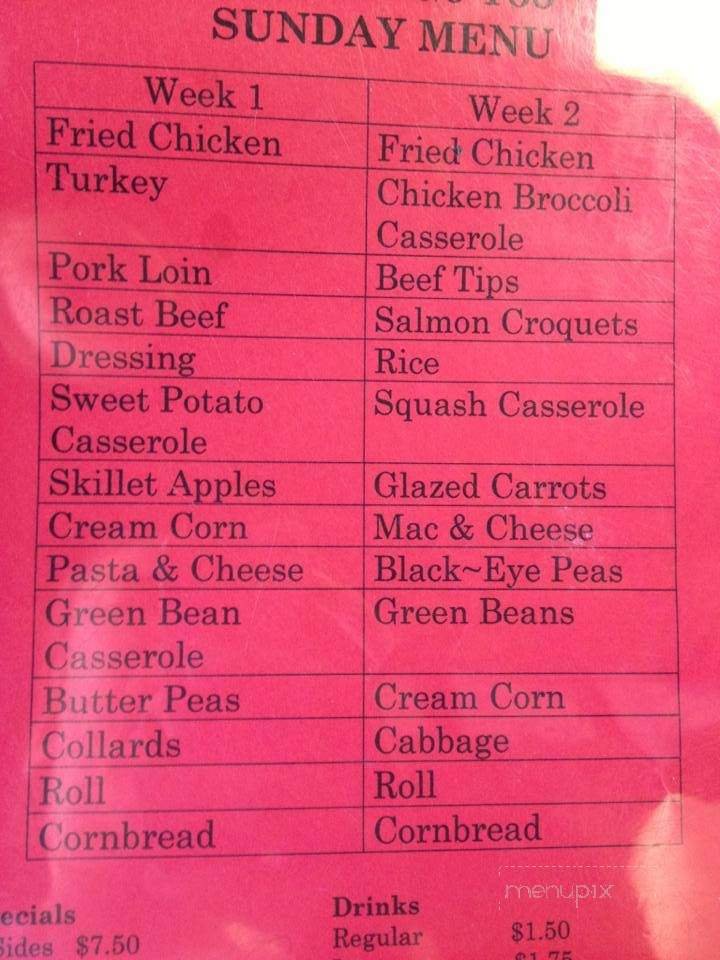 SUNDAY MENU
Week 1 Week 2
Fried Chicken Fried Chicken
Turkey Chicken Broccoli
Casserole
Pork Loin Beef Tips
Roast Beef Salmon Croquets
Dressing Rice
Sweet Potato Squash Casserole
Casserole
Skillet Apples Glazed Carrots
Cream Corn Mac & Cheese
Pasta & Cheese Black~Eye Peas
Green Bean Green Beans
Casserole
Butter Peas Cream Corn
Collards Cabbage
Roll Roll
Cornbread Cornbread
menupix
ecials Drinks
Sides $7.50 Regular $1.50
$1.75